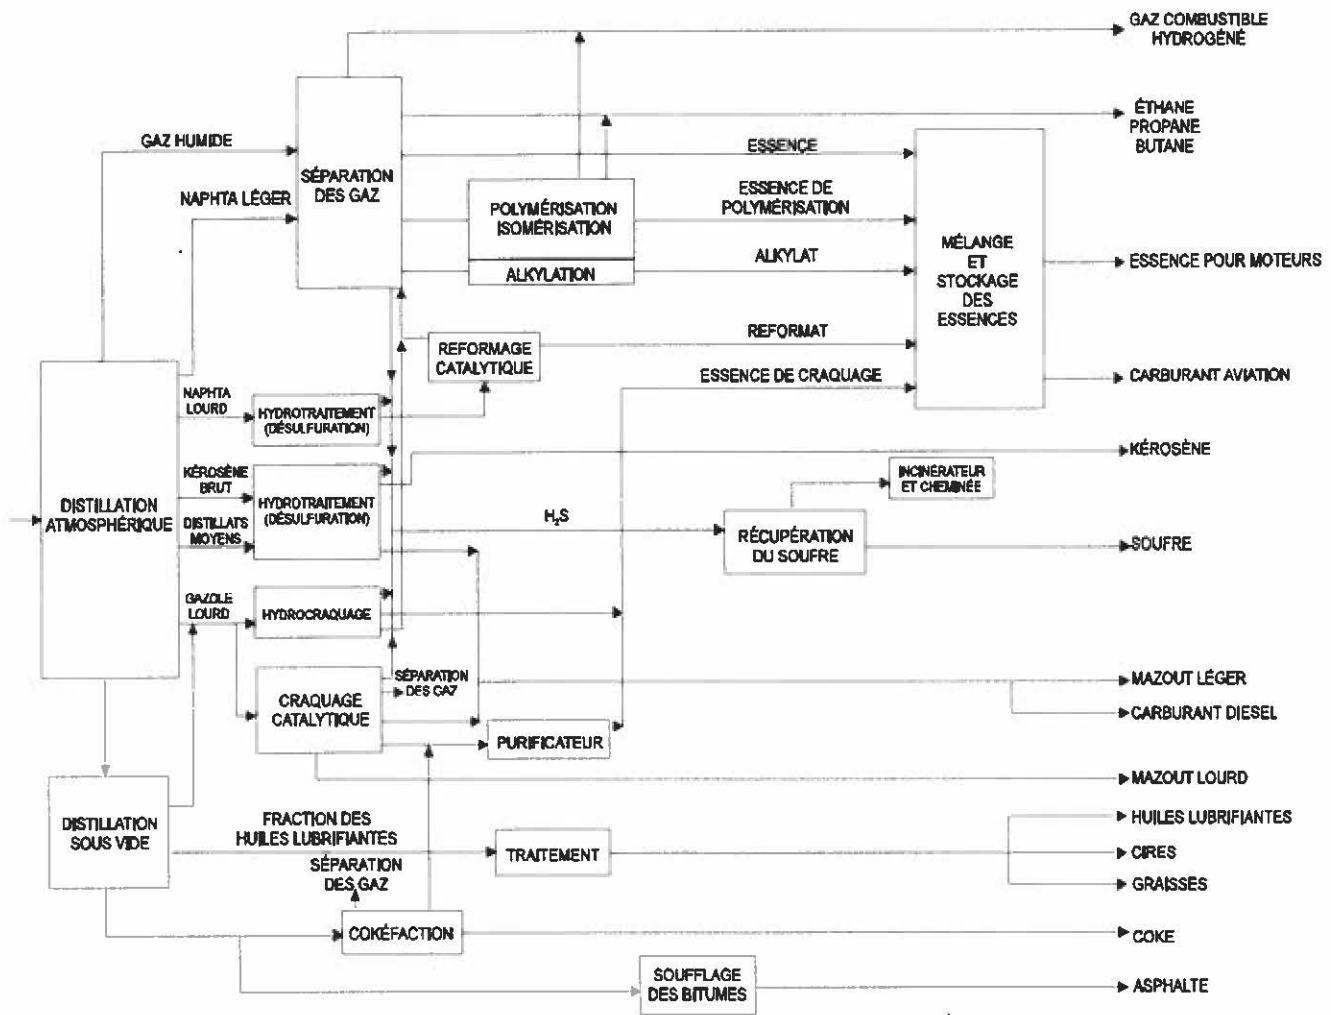 GAZ COMBUSTIBLE
HYDROGÉNÉ
ÉTHANE
PROPANE
BUTANE
GAZ HUMIDE
ESSENCE
SÉPARATION
DES GAZ
NAPHTA LÉGER
ESSENCE DE
POLYMÉRISATION
POLYMÉRISATION
ISOMÉRISATION
ALKYLATION
ALKYLAT
MÉLANGE
ET
STOCKAGE
DES
ESSENCES
ESSENCE POUR MOTEURS
REFORMAT
REFORMAGE
CATALYTIQUE
ESSENCE DE CRAQUAGE
CARBURANT AVIATION
NAPHTA
LOURD
HYDROTRAITEMENT
(DÉSULFURATION)
KÉROSÈNE
KÉROSÈNE
BRUT
HYDROTRAITEMENT
(DÉSULFURATION)
INCINÉRATEUR
ET CHEMINÉE
DISTILLATION
ATMOSPHÉRIQUE
DISTILLATS
MOYENS
H₂S
RÉCUPÉRATION
DU SOUFRE
SOUFRE
GAZOLE
LOURD
HYDROCRAQUAGE
CRAQUAGE
CATALYTIQUE
SÉPARATION
DES GAZ
MAZOUT LÉGER
CARBURANT DIESEL
PURIFICATEUR
MAZOUT LOURD
DISTILLATION
SOUS VIDE
FRACTION DES
HUILES LUBRIFIANTES
TRAITEMENT
HUILES LUBRIFIANTES
CIRES
GRAISSES
SÉPARATION
DES GAZ
COKÉFACTION
COKE
SOUFFLAGE
DES BITUMES
ASPHALTE